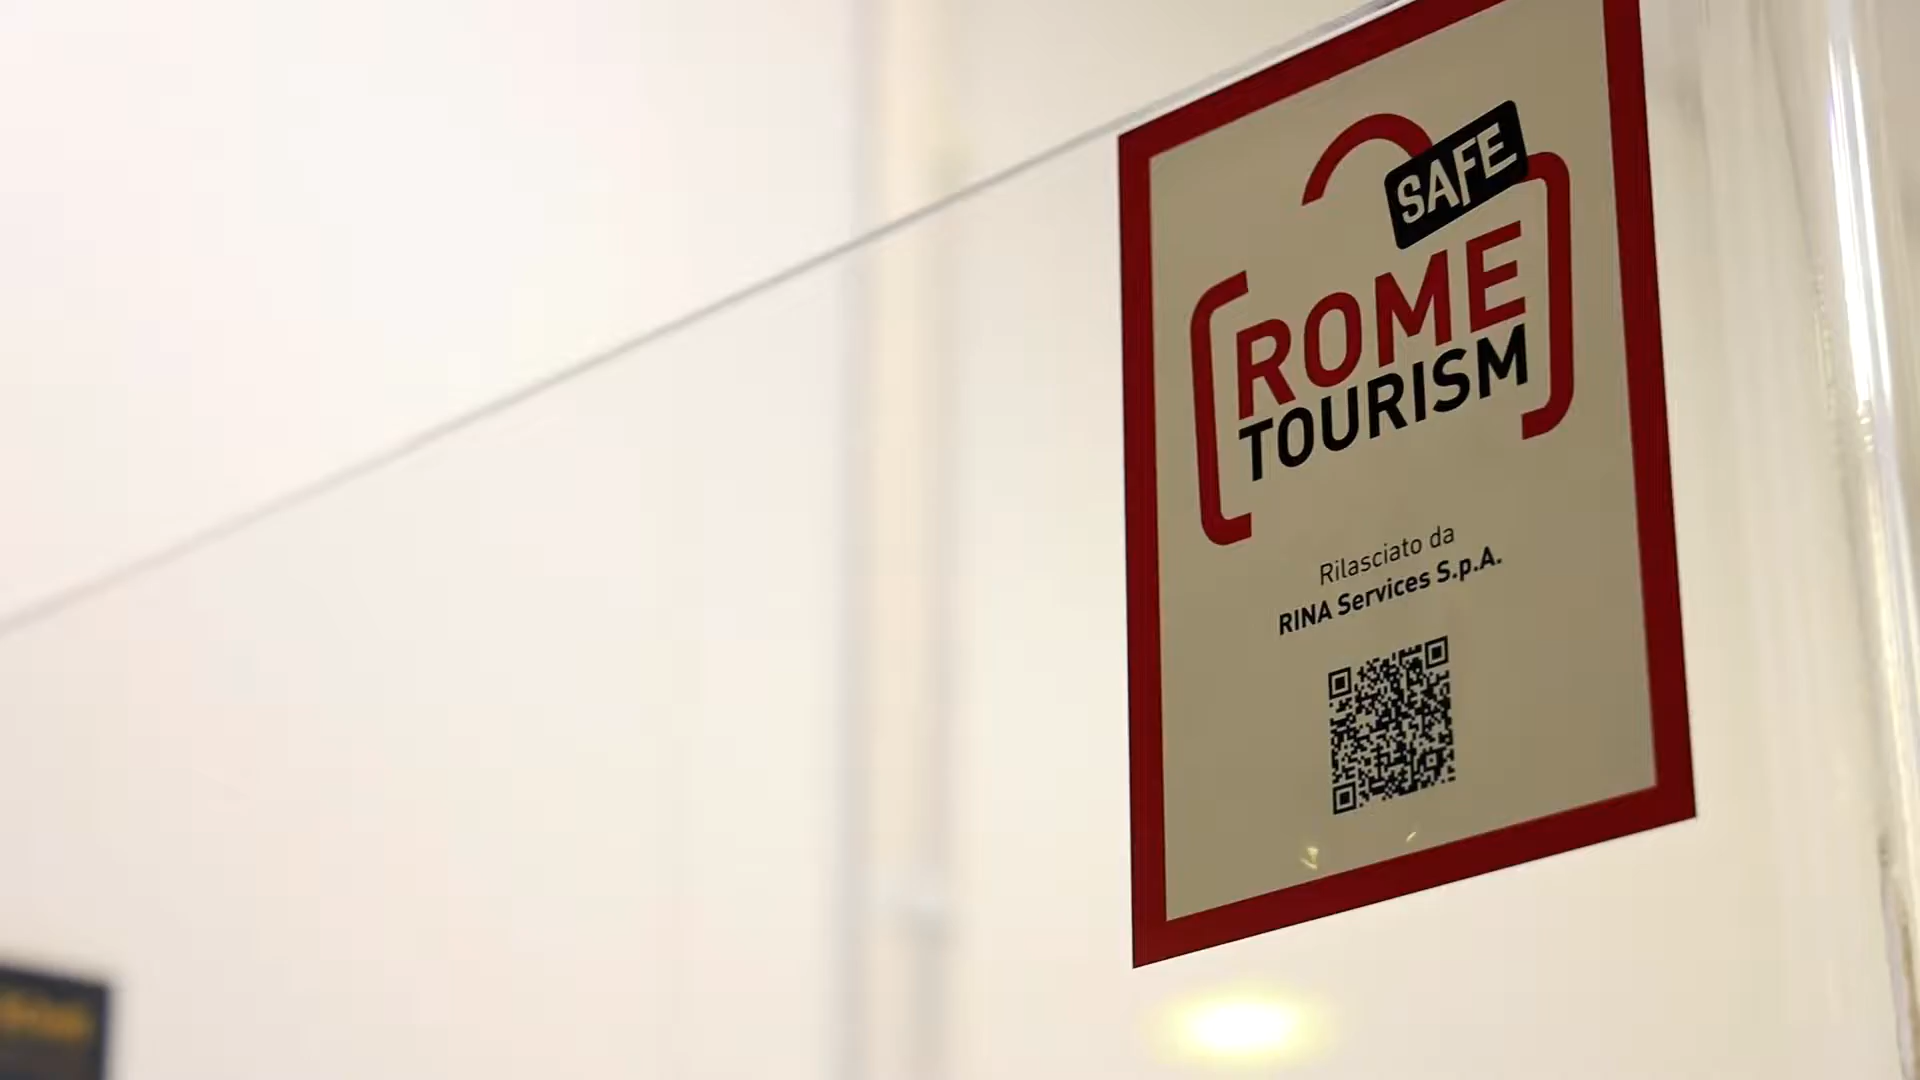 SAFE
ROME
TOURISM
Rilasciato da
RINA Services S.p.A.